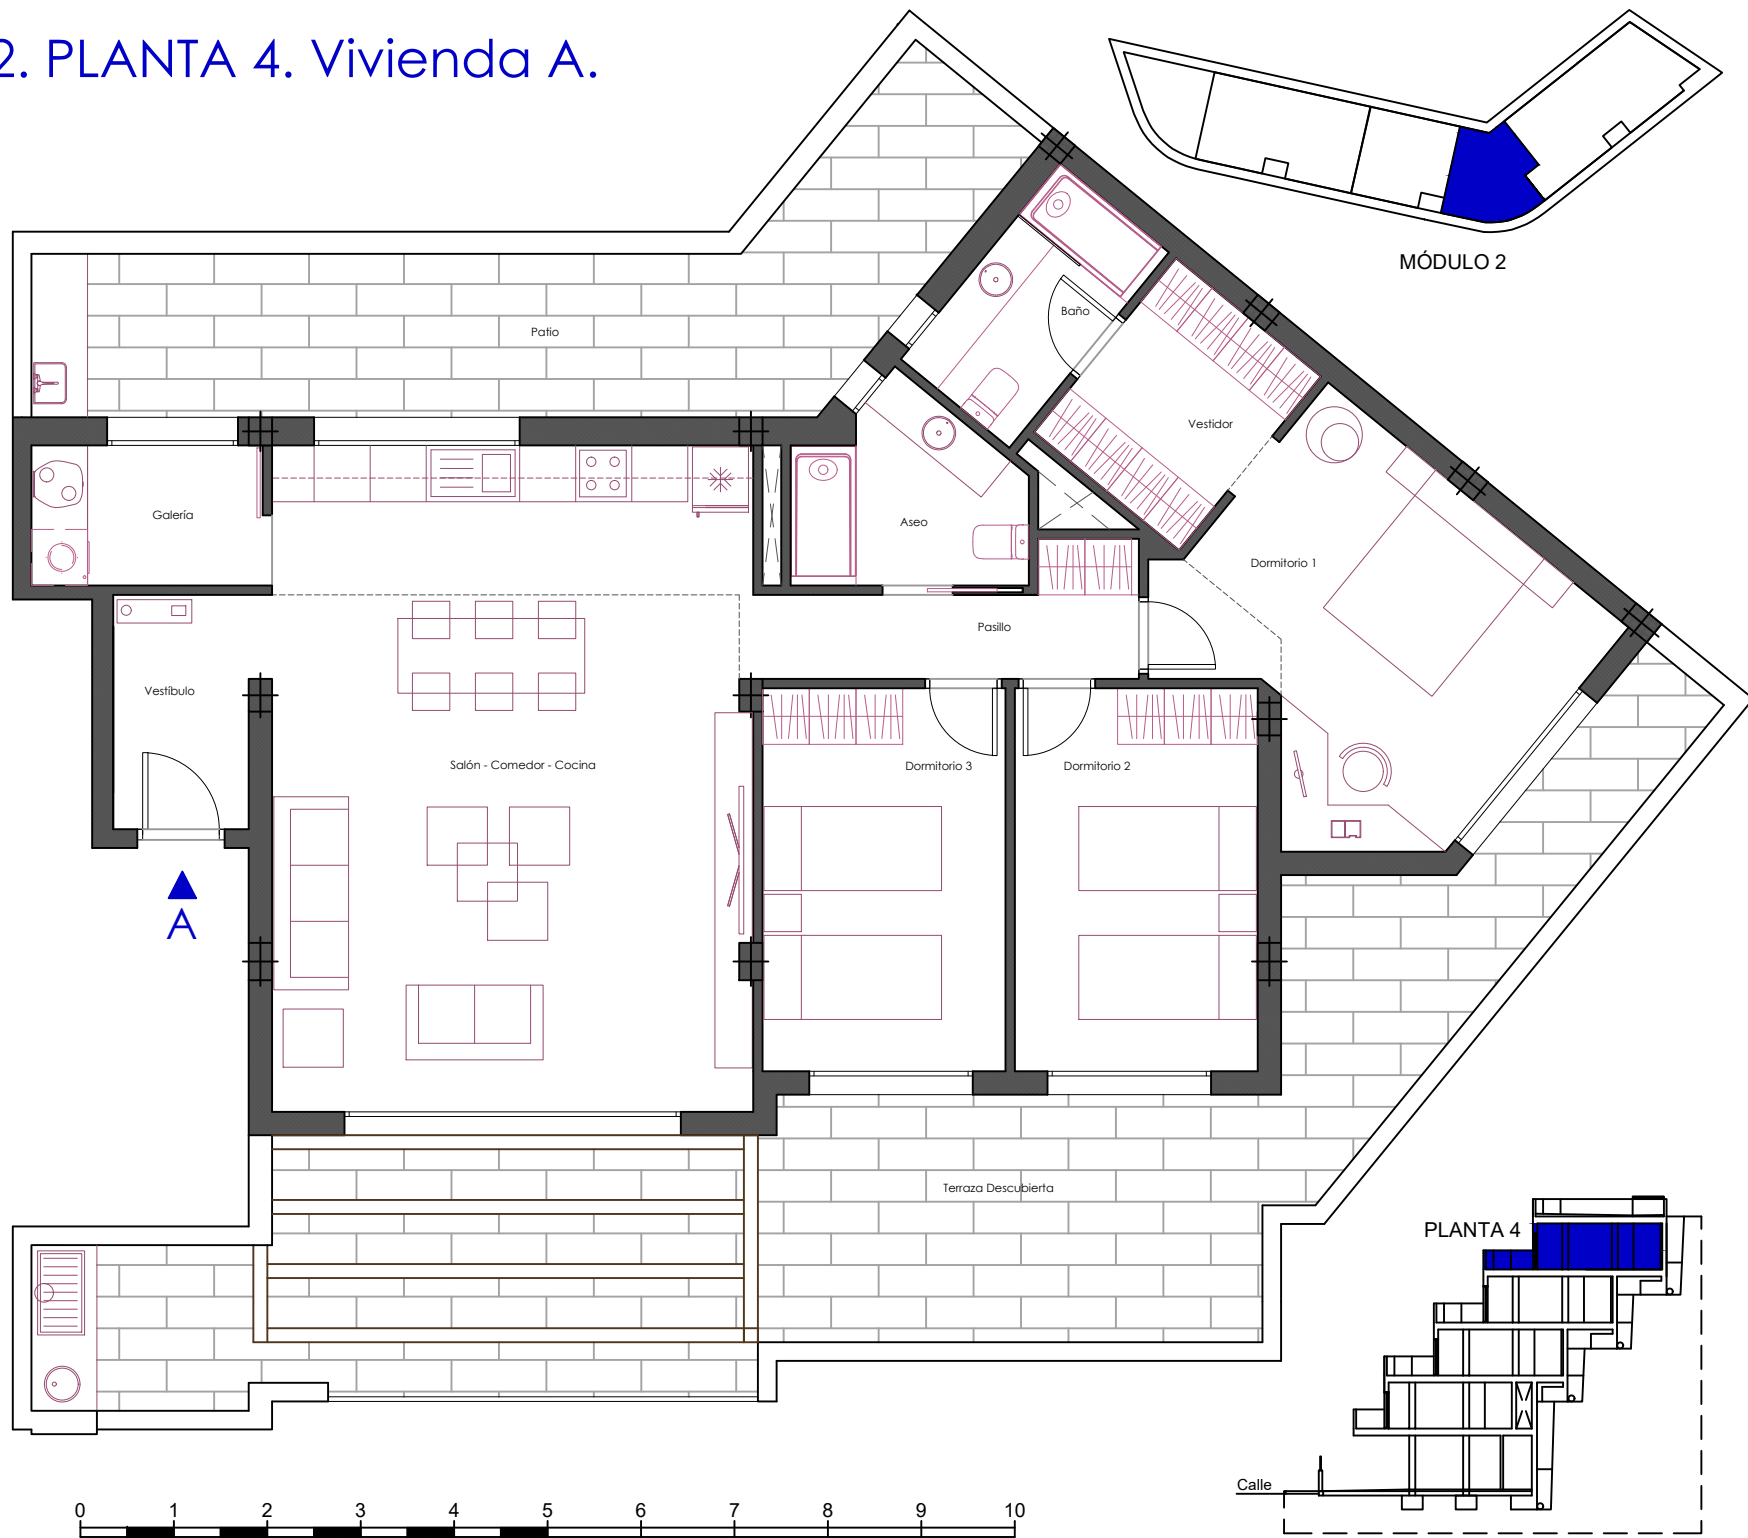 2. PLANTA 4. Vivienda A.
MÓDULO 2
Patio
Baño
Vestidor
Galería
Aseo
Dormitorio 1
Pasillo
Vestíbulo
Salón - Comedor - Cocina
Dormitorio 3
Dormitorio 2
A
Terraza Descubierta
PLANTA 4
Calle
0 1 2 3 4 5 6 7 8 9 10